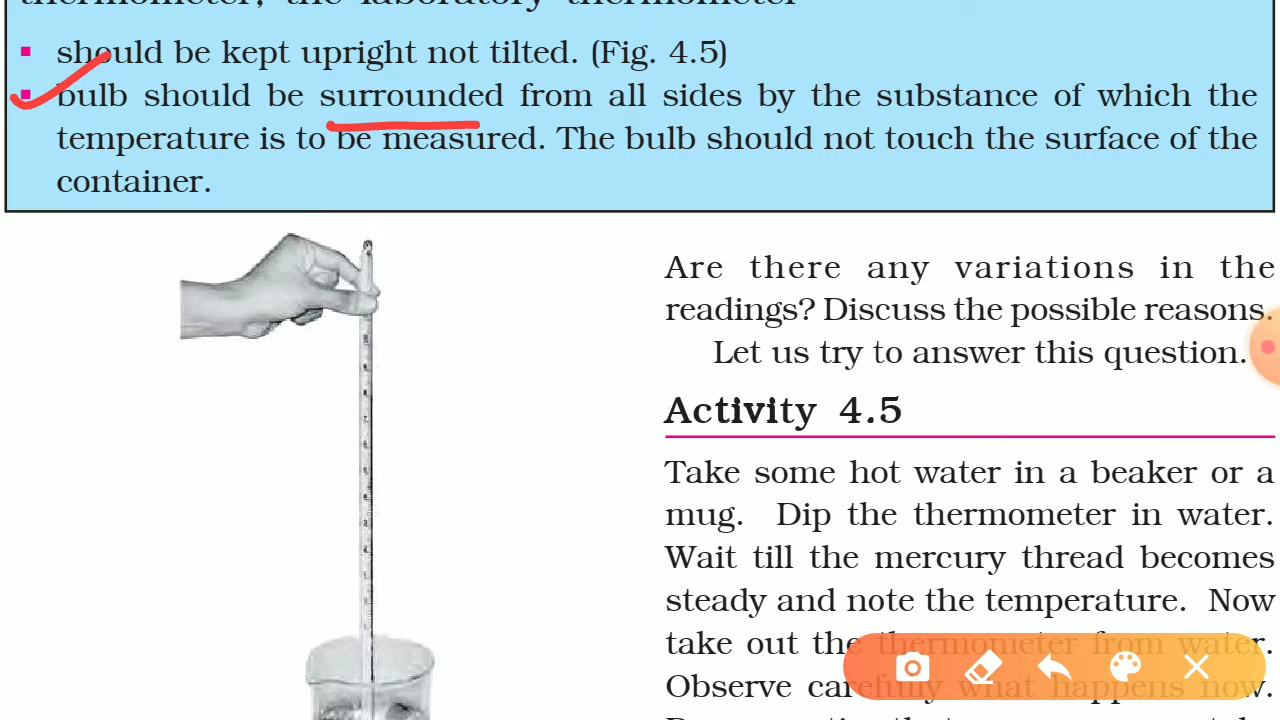 thermometer, the laboratory thermometer
should be kept upright not tilted. (Fig. 4.5)
bulb should be surrounded from all sides by the substance of which the
temperature is to be measured. The bulb should not touch the surface of the
container.
Are there any variations in the
readings? Discuss the possible reasons.
Let us try to answer this question.
Activity 4.5
Take some hot water in a beaker or a
mug. Dip the thermometer in water.
Wait till the mercury thread becomes
steady and note the temperature. Now
take out the thermometer from water.
Observe carefully what happens now.